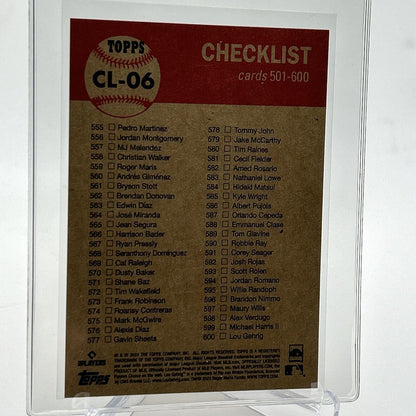 TOPPS
CL-06
CHECKLIST
cards 501-600
555 Pedro Martinez
556 Jordan Montgomery
557 MJ Melendez
558 Christian Walker
559 Roger Maris
560 Andrés Giménez
561 Bryson Stott
562 Brendan Donovan
563 Edwin Díaz
564 José Miranda
565 Jean Segura
566 Harrison Bader
567 Ryan Pressly
568 Seranthony Domínguez
569 Cal Raleigh
570 Dusty Baker
571 Shane Baz
572 Tim Wakefield
573 Frank Robinson
574 Rolansy Contreras
575 Mark McGwire
576 Alexis Díaz
577 Gavin Sheets
578 Tommy John
579 Jake McCarthy
580 Tim Raines
581 Cecil Fielder
582 Amed Rosario
583 Nathaniel Lowe
584 Hideki Matsui
585 Kyle Wright
586 Albert Pujols
587 Orlando Cepeda
588 Emmanuel Clase
589 Tom Glavine
590 Robbie Ray
591 Corey Seager
592 Josh Rojas
593 Scott Rolen
594 Jordan Romano
595 Willie Randolph
596 Brandon Nimmo
597 Maury Wills
598 Alex Verdugo
599 Michael Harris II
600 Lou Gehrig
PLAYERS
TOPPS